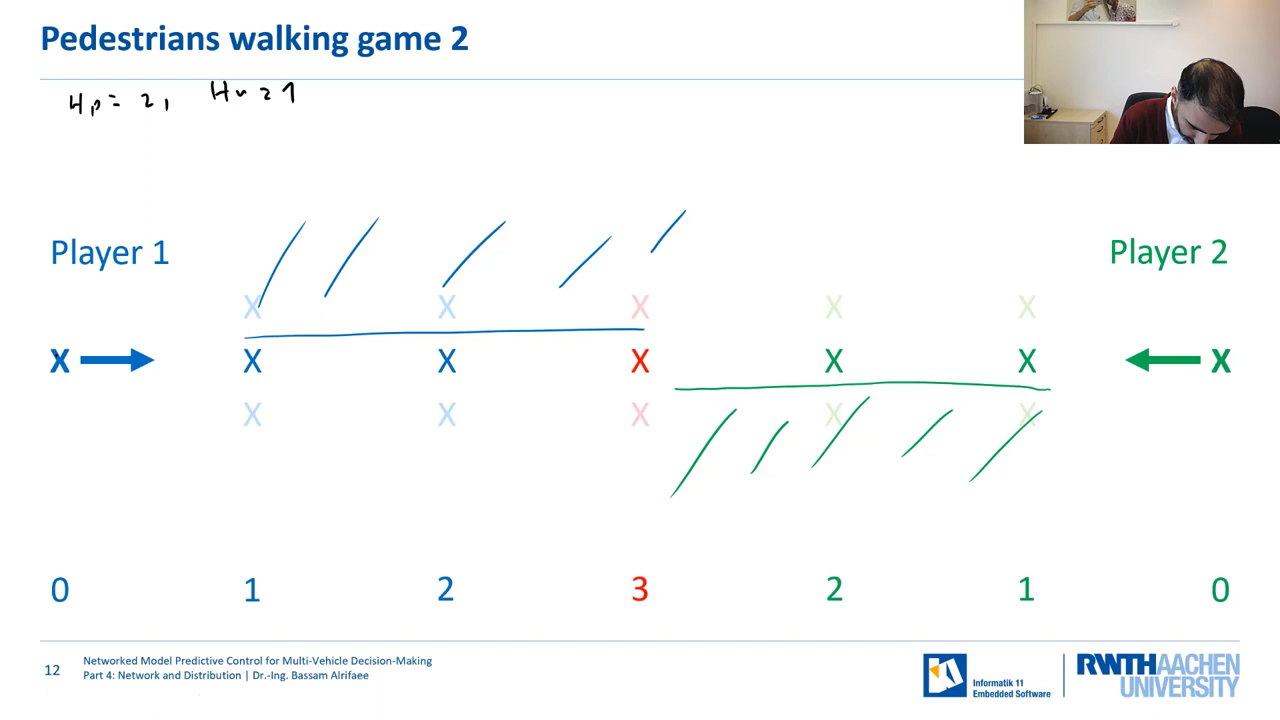 Pedestrians walking game 2
Hp = 2, Hu = 1
Player 1
Player 2
X X X X X
X X X X X X X
X X X X X
0 1 2 3 2 1 0
12
Networked Model Predictive Control for Multi-Vehicle Decision-Making
Part 4: Network and Distribution | Dr.-Ing. Bassam Alrifaee
Informatik 11
Embedded Software
RWTH AACHEN
UNIVERSITY